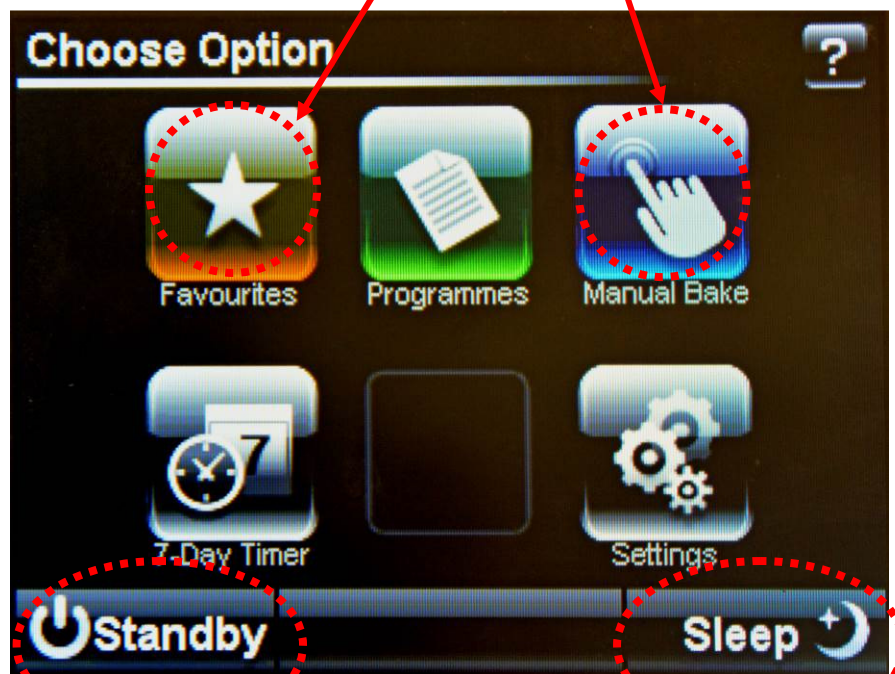 Choose Option
?
Favourites
Programmes
Manual Bake
7
7-Day Timer
Settings
Standby
Sleep